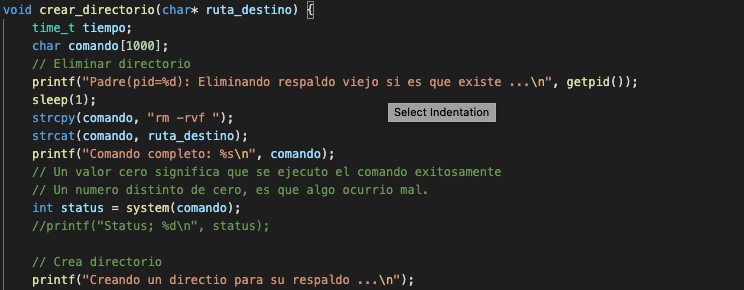 void crear_directorio(char* ruta_destino) {
    time_t tiempo;
    char comando[1000];
    // Eliminar directorio
    printf("Padre(pid=%d): Eliminando respaldo viejo si es que existe ...\n", getpid());
    sleep(1);
    strcpy(comando, "rm -rvf ");
    strcat(comando, ruta_destino);
    printf("Comando completo: %s\n", comando);
    // Un valor cero significa que se ejecuto el comando exitosamente
    // Un numero distinto de cero, es que algo ocurrio mal.
    int status = system(comando);
    //printf("Status; %d\n", status);

    // Crea directorio
    printf("Creando un directio para su respaldo ...\n");
Select Indentation